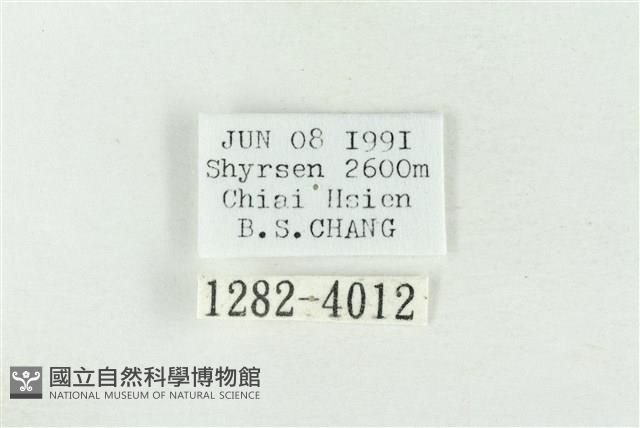 JUN 08 1991
Shyrsen 2600m
Chiai Hsien
B.S.CHANG
1282-4012
國立自然科學博物館
NATIONAL MUSEUM OF NATURAL SCIENCE